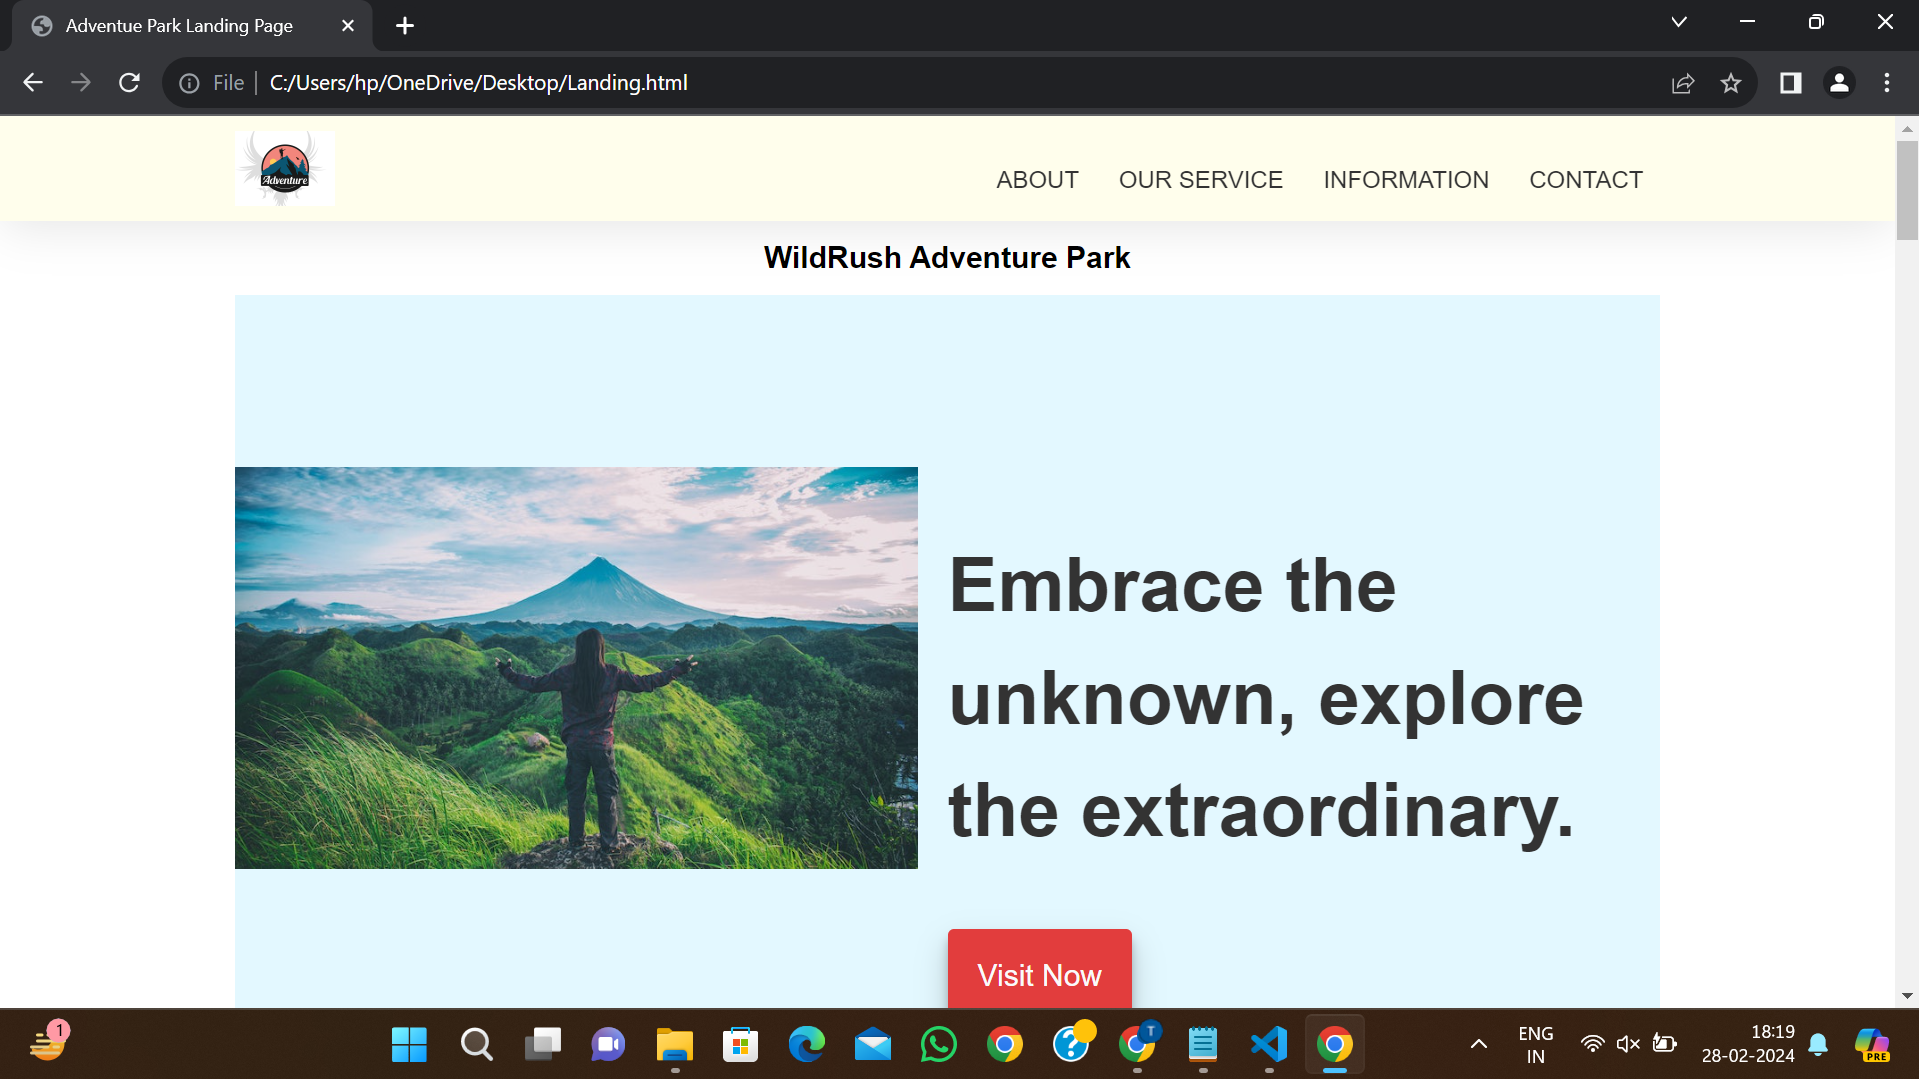 Adventue Park Landing Page
File | C:/Users/hp/OneDrive/Desktop/Landing.html
Adventure
ABOUT OUR SERVICE INFORMATION CONTACT
WildRush Adventure Park
Embrace the
unknown, explore
the extraordinary.
Visit Now
1
T
ENG
IN
18:19
28-02-2024
PRE